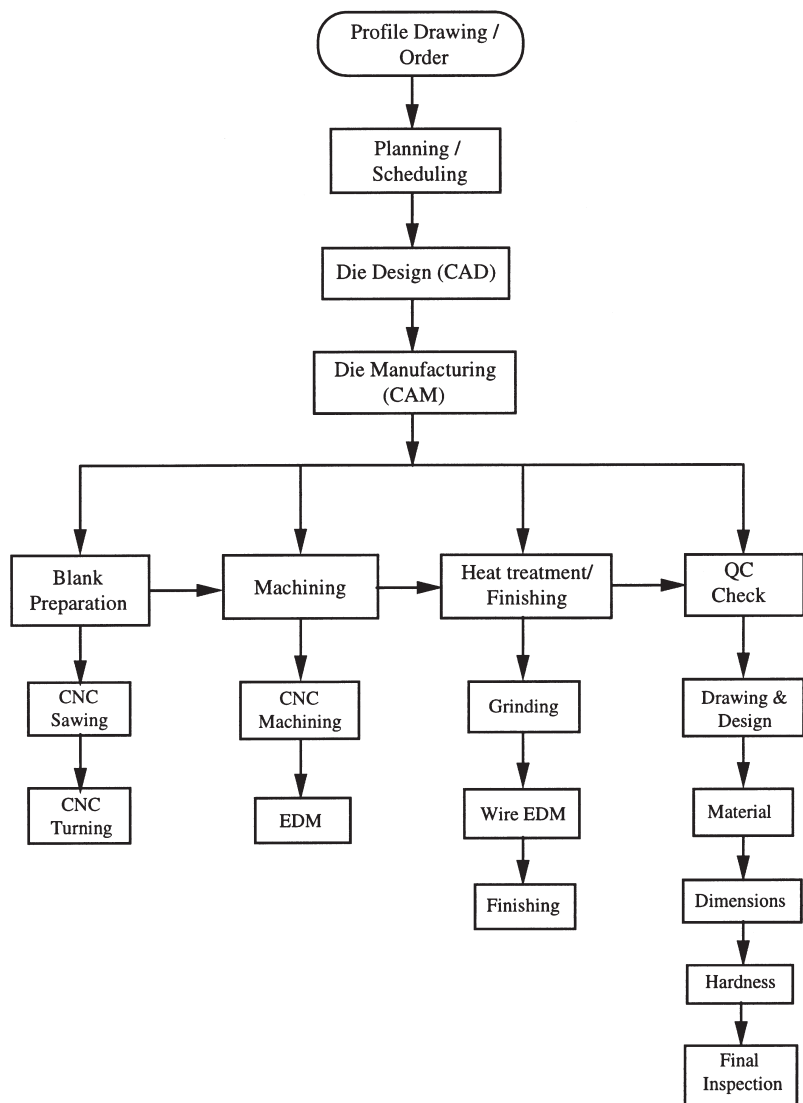 Profile Drawing /
Order
Planning /
Scheduling
Die Design (CAD)
Die Manufacturing
(CAM)
Blank
Preparation
Machining
Heat treatment/
Finishing
QC
Check
CNC
Sawing
CNC
Machining
Grinding
Drawing &
Design
CNC
Turning
EDM
Wire EDM
Material
Finishing
Dimensions
Hardness
Final
Inspection